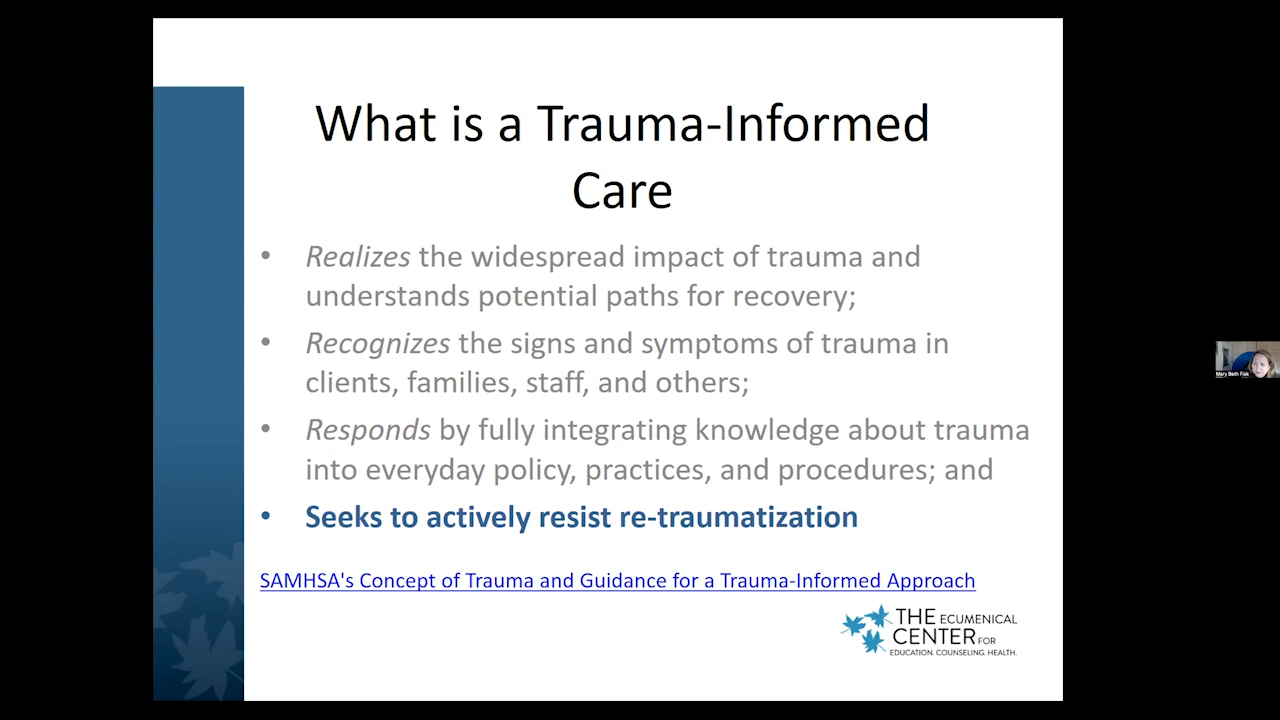 What is a Trauma-Informed
Care
• Realizes the widespread impact of trauma and
understands potential paths for recovery;
• Recognizes the signs and symptoms of trauma in
clients, families, staff, and others;
• Responds by fully integrating knowledge about trauma
into everyday policy, practices, and procedures; and
• Seeks to actively resist re-traumatization
SAMHSA's Concept of Trauma and Guidance for a Trauma-Informed Approach
THE ECUMENICAL
CENTER FOR
EDUCATION. COUNSELING. HEALTH.
Mary Beth Fisk